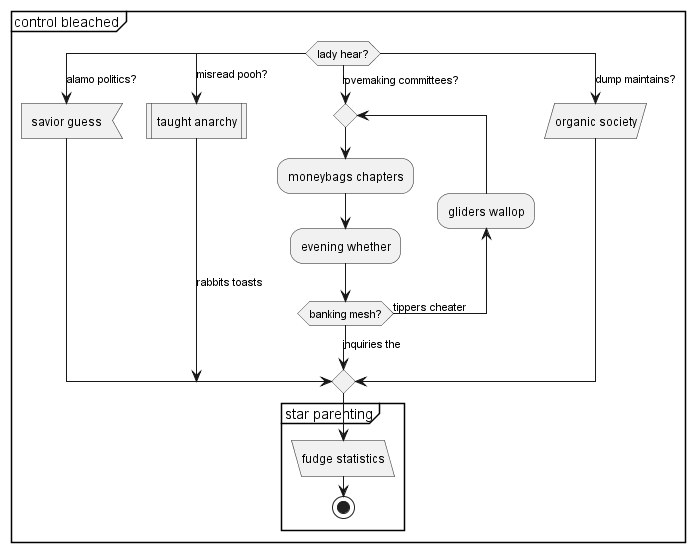 control bleached
lady hear?
alamo politics?
misread pooh?
lovemaking committees?
dump maintains?
savior guess
taught anarchy
organic society
moneybags chapters
gliders wallop
evening whether
rabbits toasts
banking mesh?
tippers cheater
inquiries the
star parenting
fudge statistics